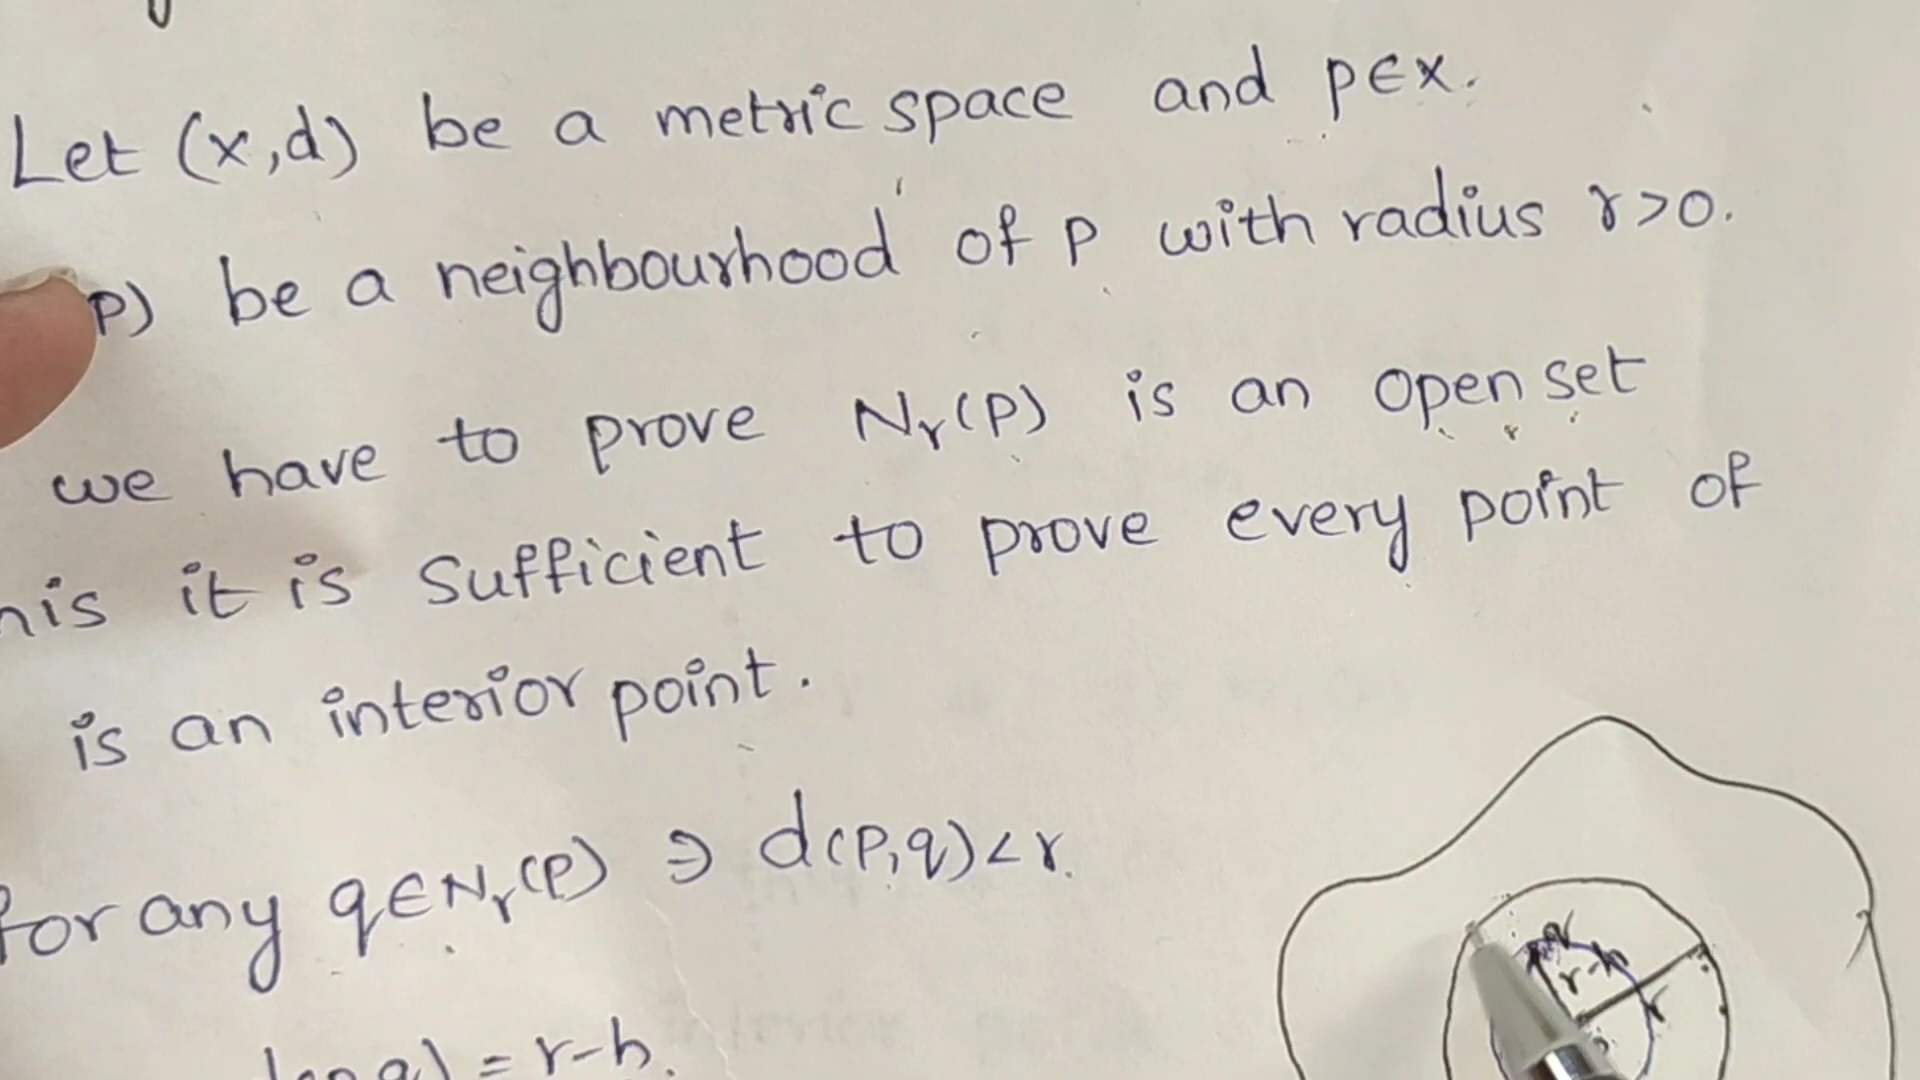 Let (x,d) be a metric space and p∈x.
p) be a neighbourhood of p with radius r>0.
we have to prove Nr(p) is an open set
his it is sufficient to prove every point of
is an interior point.
for any q∈Nr(p) ∋ d(p,q)<r.
= r-h.
q
r-h
r